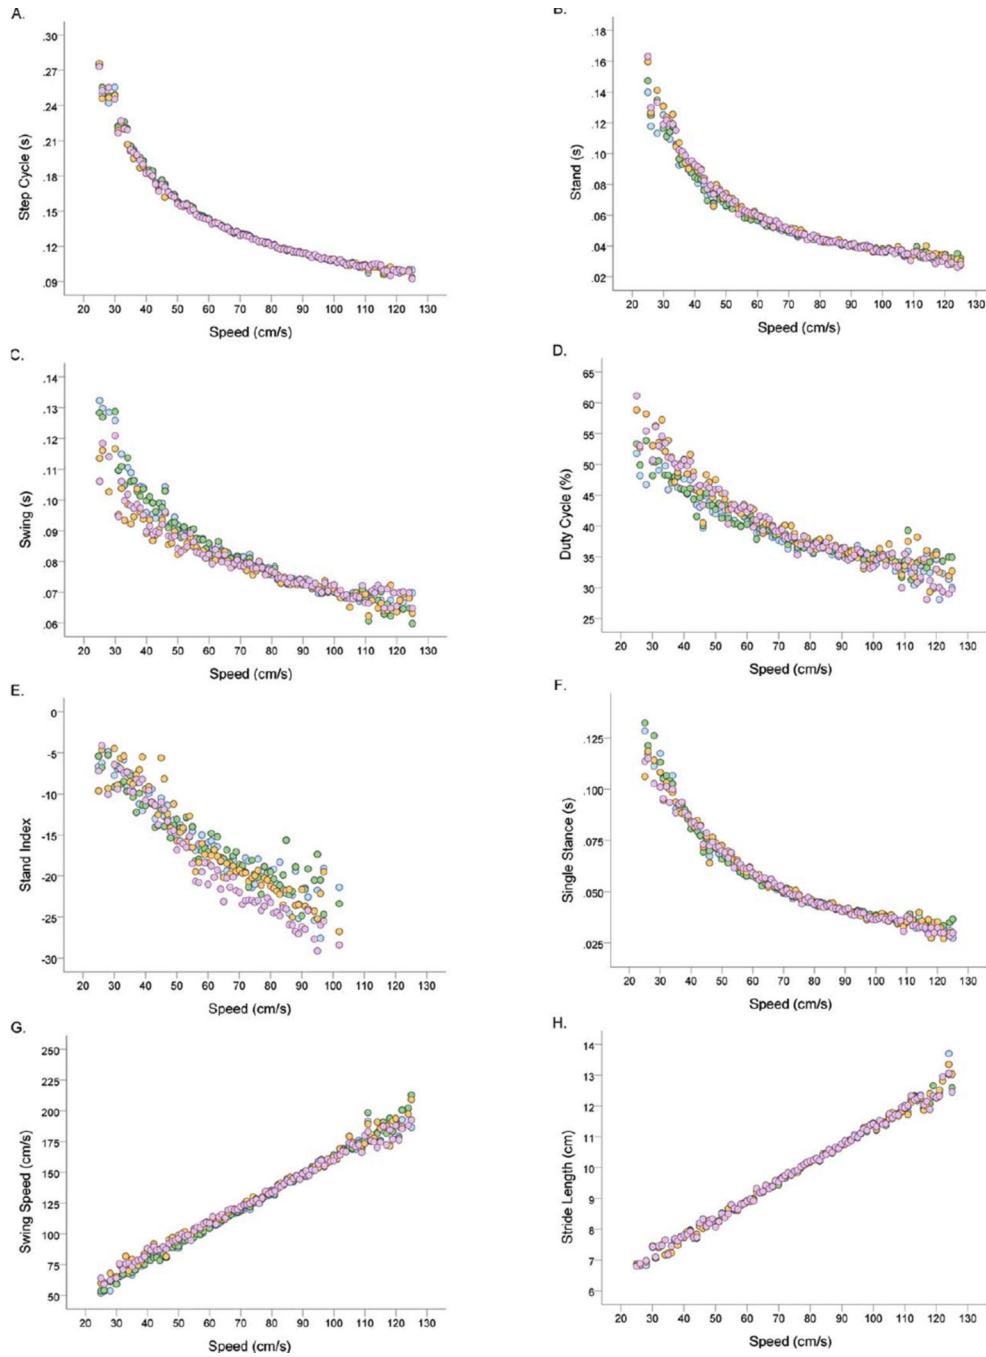 A.
.30
.27
.24
.21
.18
.15
.12
.09
Step Cycle (s)
20 30 40 50 60 70 80 90 100 110 120 130
Speed (cm/s)
B.
.18
.16
.14
.12
.10
.08
.06
.04
.02
Stand (s)
20 30 40 50 60 70 80 90 100 110 120 130
Speed (cm/s)
C.
.14
.13
.12
.11
.10
.09
.08
.07
.06
Swing (s)
20 30 40 50 60 70 80 90 100 110 120 130
Speed (cm/s)
D.
65
60
55
50
45
40
35
30
25
Duty Cycle (%)
20 30 40 50 60 70 80 90 100 110 120 130
Speed (cm/s)
E.
0
-5
-10
-15
-20
-25
-30
Stand Index
20 30 40 50 60 70 80 90 100 110 120 130
Speed (cm/s)
F.
.125
.100
.075
.050
.025
Single Stance (s)
20 30 40 50 60 70 80 90 100 110 120 130
Speed (cm/s)
G.
250
225
200
175
150
125
100
75
50
Swing Speed (cm/s)
20 30 40 50 60 70 80 90 100 110 120 130
Speed (cm/s)
H.
14
13
12
11
10
9
8
7
6
Stride Length (cm)
20 30 40 50 60 70 80 90 100 110 120 130
Speed (cm/s)